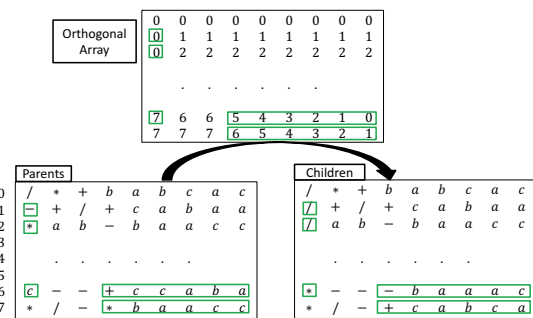 Orthogonal
Array
0 0 0 0 0 0 0 0 0
0 1 1 1 1 1 1 1 1
0 2 2 2 2 2 2 2 2
. . . . . .
7 6 6 5 4 3 2 1 0
7 7 7 6 5 4 3 2 1
Parents
0 / * + b a b c a c
1 − + / + c a b a a
2 * a b − b a a c c
3
4 . . . . . .
5
6 c − − + c c a b a
7 * / − * b a a c c
Children
/ * + b a b c a c
/ + / + c a b a a
/ a b − b a a c c
. . . . . .
* − − − b a a a c
* / − + c a b c a